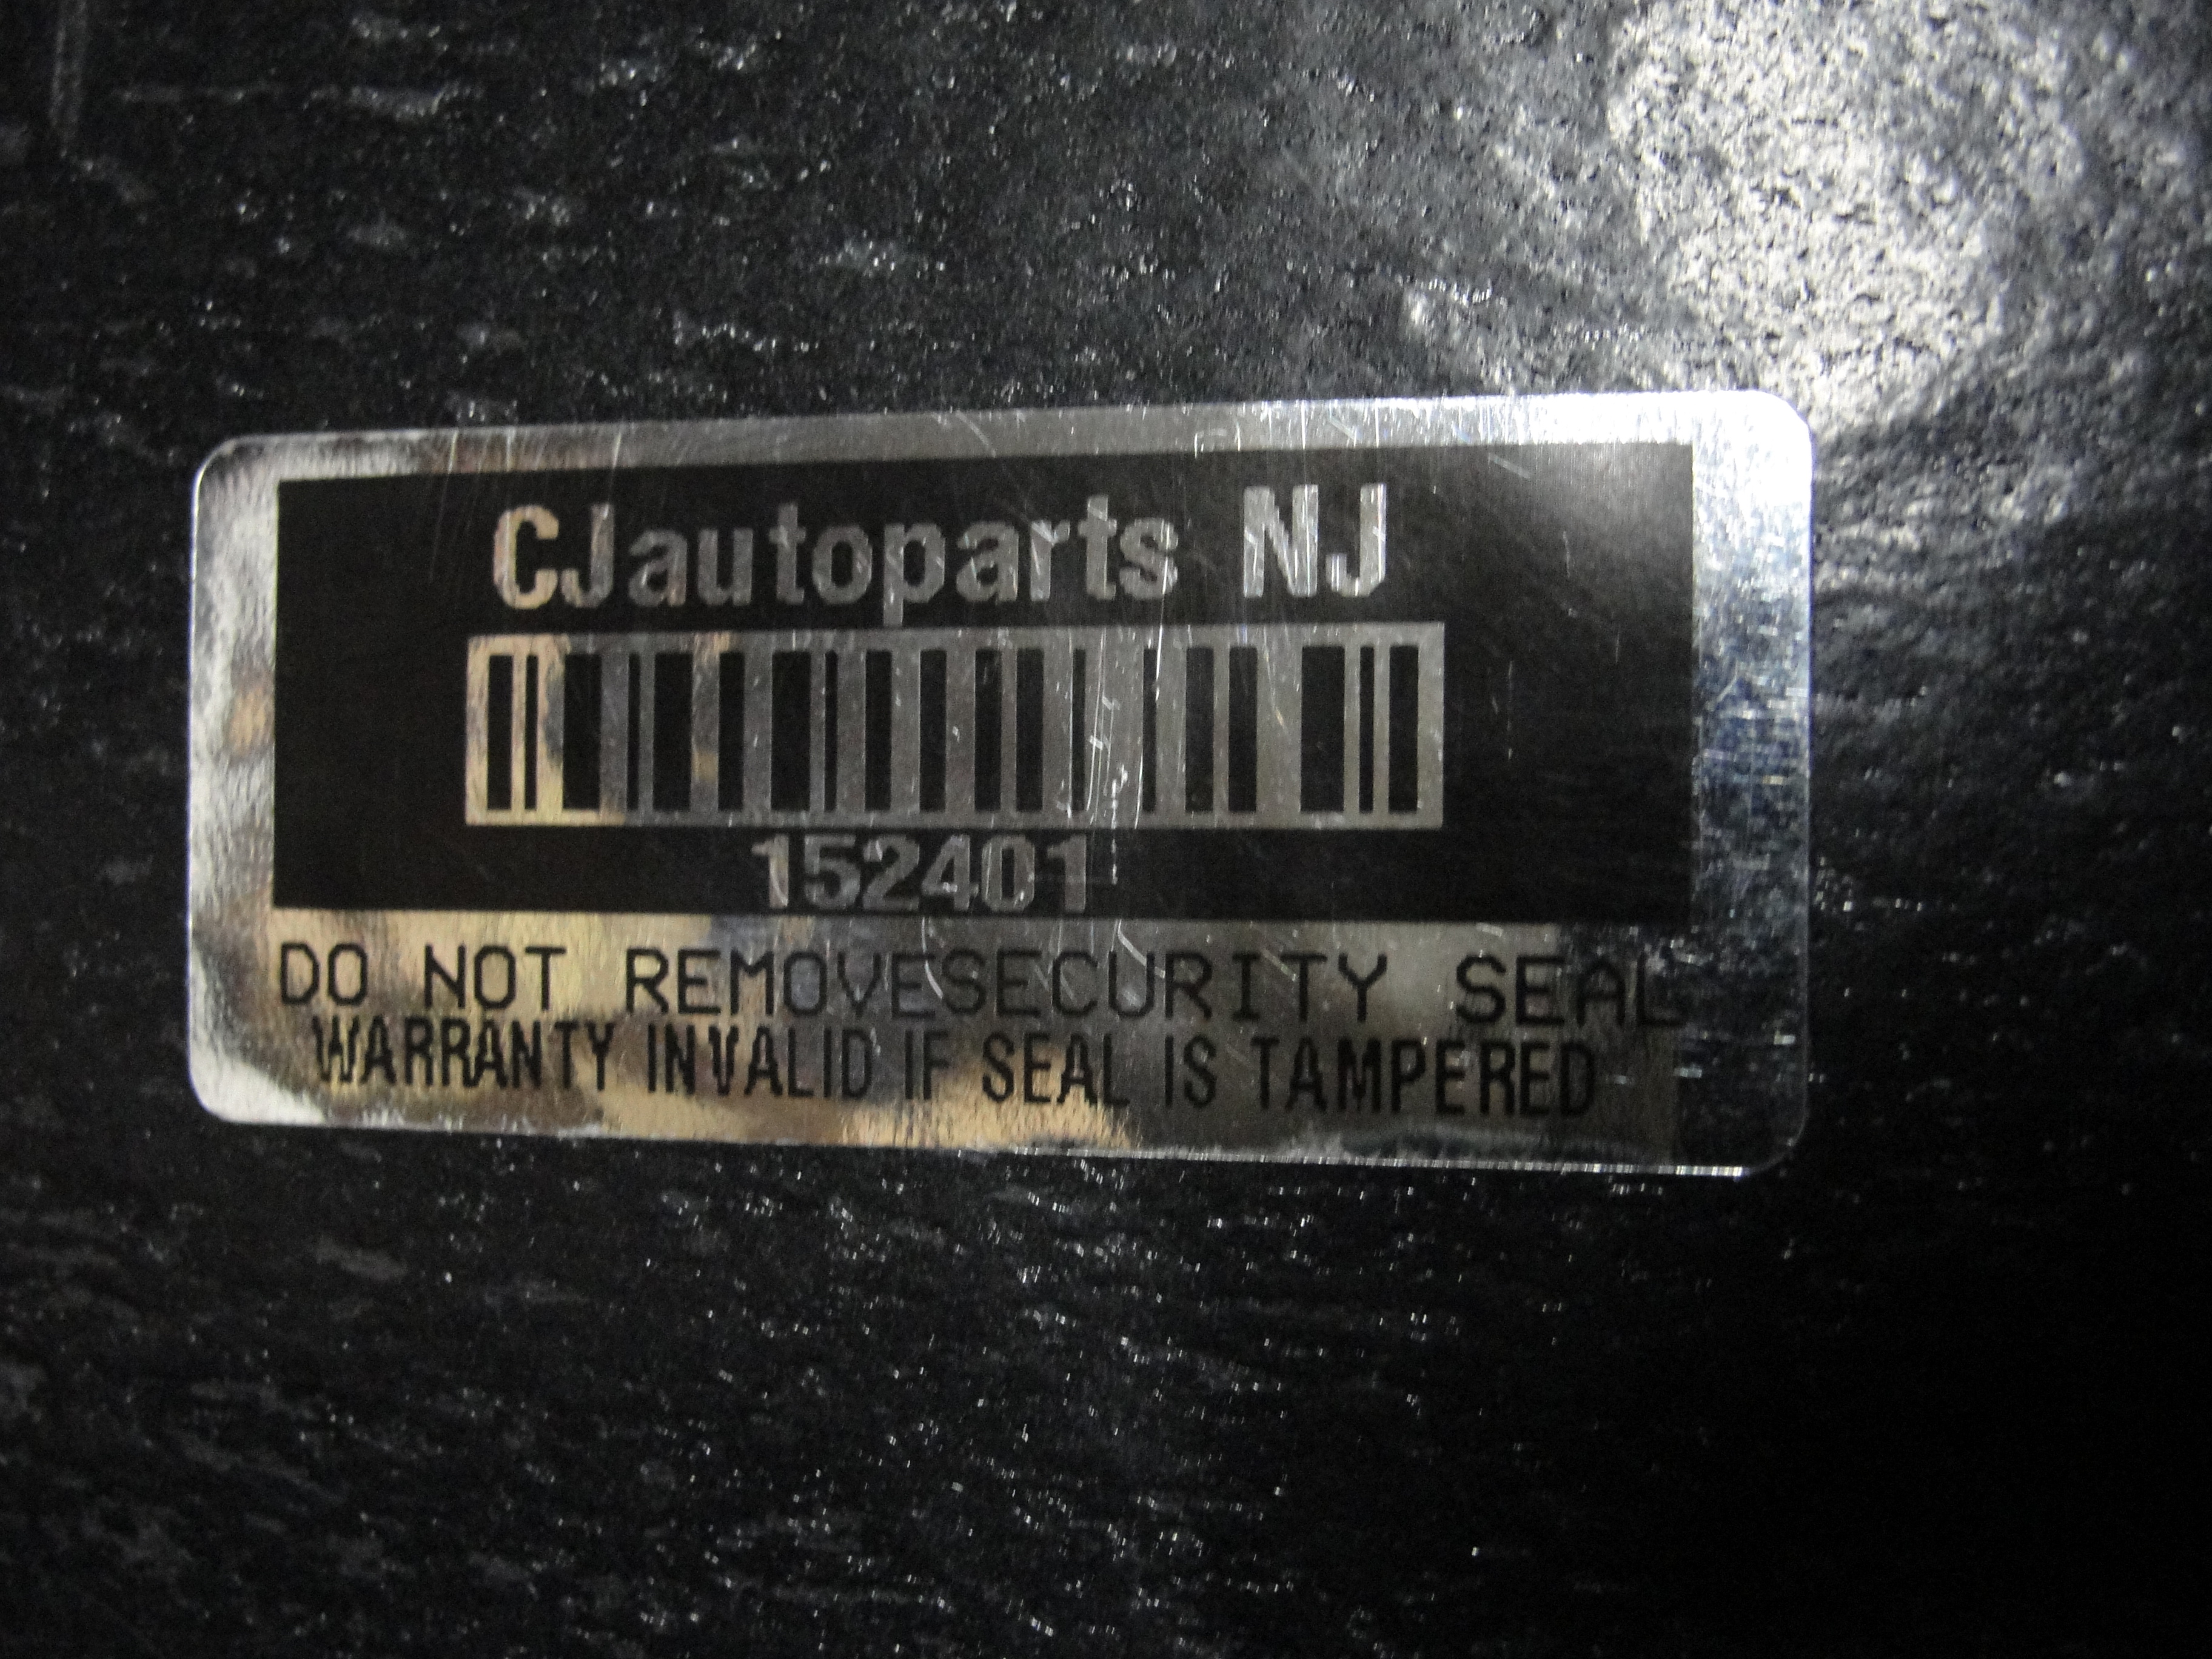 CJautoparts NJ
152401
DO NOT REMOVESECURITY SEAL
WARRANTY INVALID IF SEAL IS TAMPERED